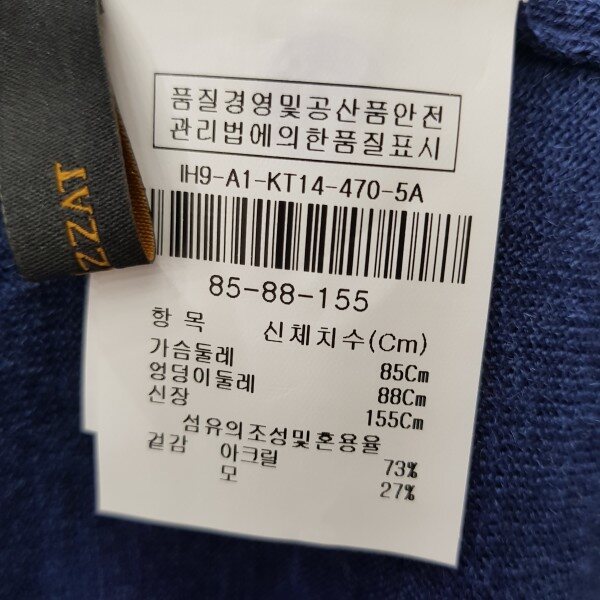 ZZAT
품질경영및공산품안전
관리법에의한품질표시
IH9-A1-KT14-470-5A
85-88-155
항 목 신체치수(Cm)
가슴둘레 85Cm
엉덩이둘레 88Cm
신장 155Cm
섬유의조성및혼용율
겉감 아크릴 73%
모 27%